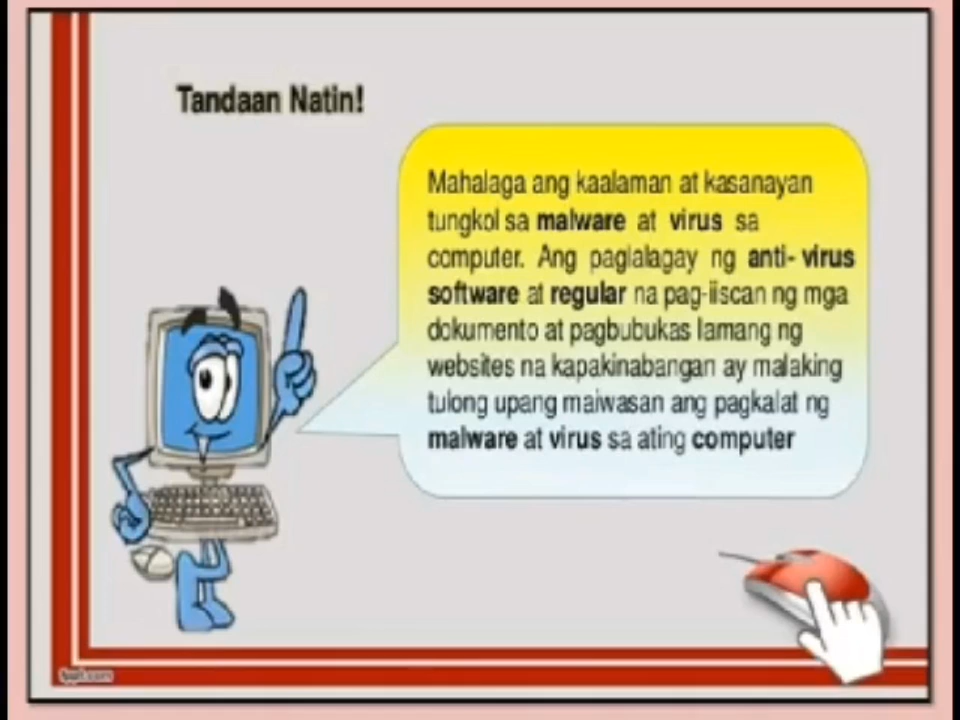 Tandaan Natin!
Mahalaga ang kaalaman at kasanayan
tungkol sa malware at virus sa
computer. Ang paglalagay ng anti- virus
software at regular na pag-iiscan ng mga
dokumento at pagbubukas lamang ng
websites na kapakinabangan ay malaking
tulong upang maiwasan ang pagkalat ng
malware at virus sa ating computer